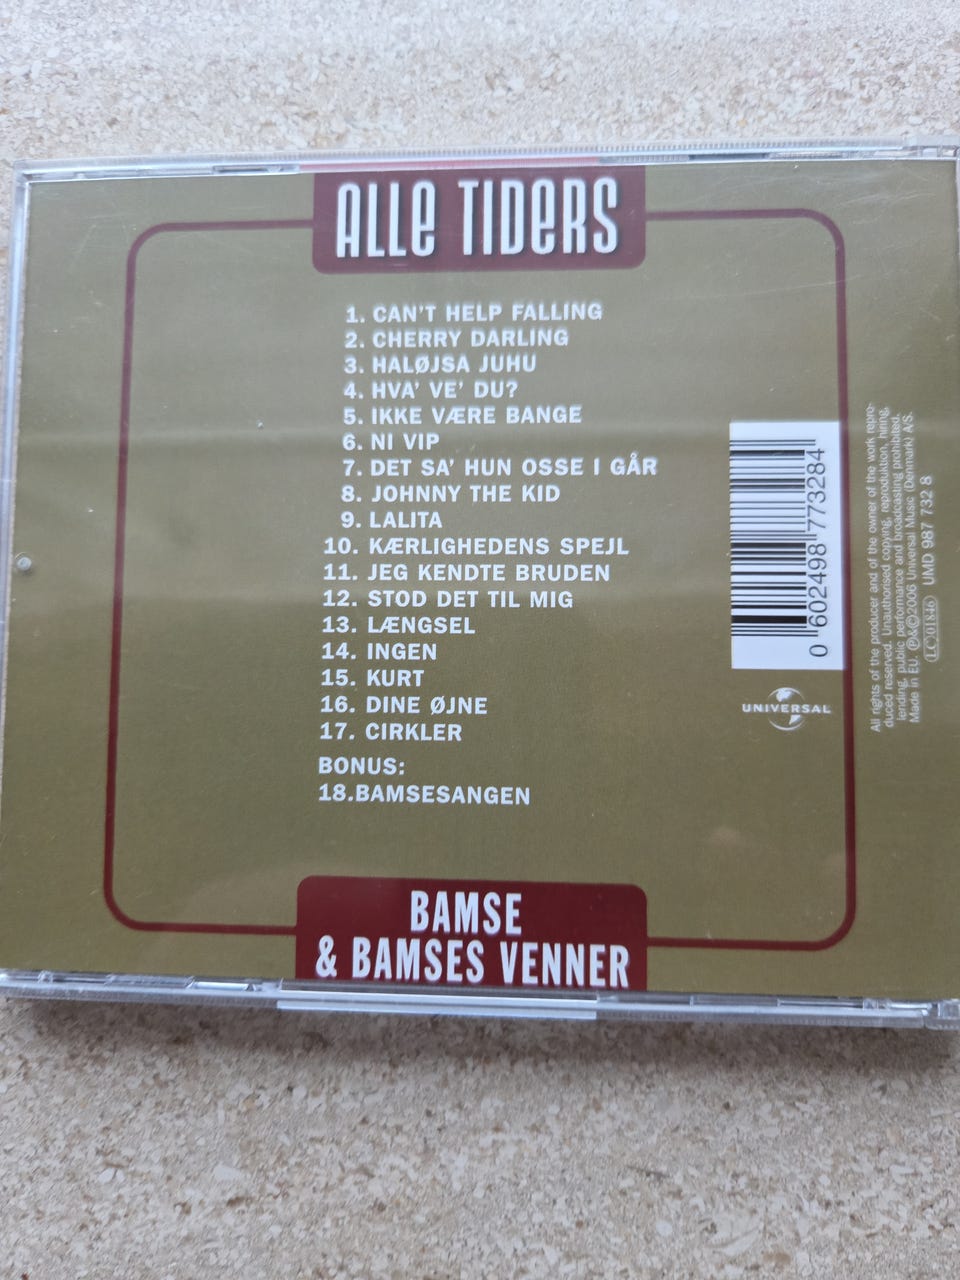 ALLE TIDERS
1. CAN'T HELP FALLING
2. CHERRY DARLING
3. HALØJSA JUHU
4. HVA' VE' DU?
5. IKKE VÆRE BANGE
6. NI VIP
7. DET SA' HUN OSSE I GÅR
8. JOHNNY THE KID
9. LALITA
10. KÆRLIGHEDENS SPEJL
11. JEG KENDTE BRUDEN
12. STOD DET TIL MIG
13. LÆNGSEL
14. INGEN
15. KURT
16. DINE ØJNE
17. CIRKLER
BONUS:
18.BAMSESANGEN
BAMSE
& BAMSES VENNER
0 602498 773284
UNIVERSAL
All rights of the producer and of the owner of the work repro-
duced reserved. Unauthorised copying, reproduktion, hiring,
lending, public performance and broadcasting prohibited.
Made in EU. ℗&©2006 Universal Music (Denmark) A/S.
LC 01846 UMD 987 732 8